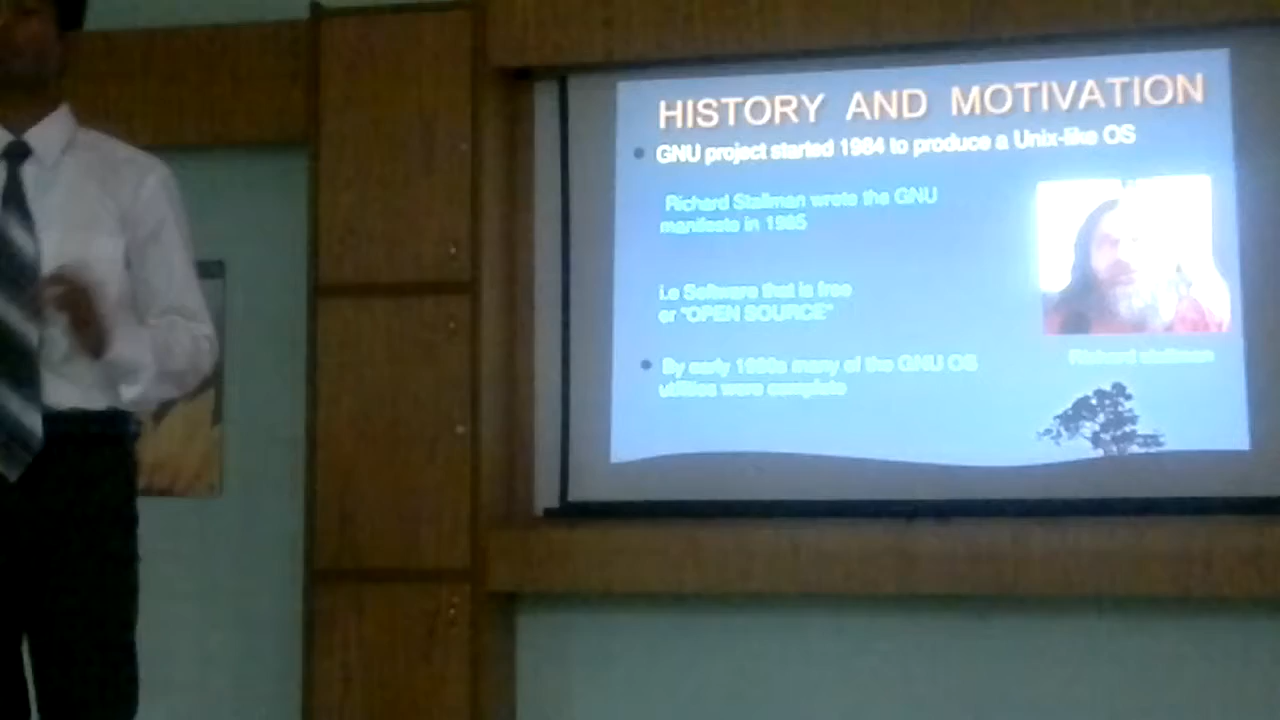 HISTORY AND MOTIVATION
GNU project started 1984 to produce a Unix-like OS
Richard Stallman wrote the GNU
manifesto in 1985
i.e Software that is free
or "OPEN SOURCE"
By early 1990s many of the GNU OS
utilities were complete
Richard stallman